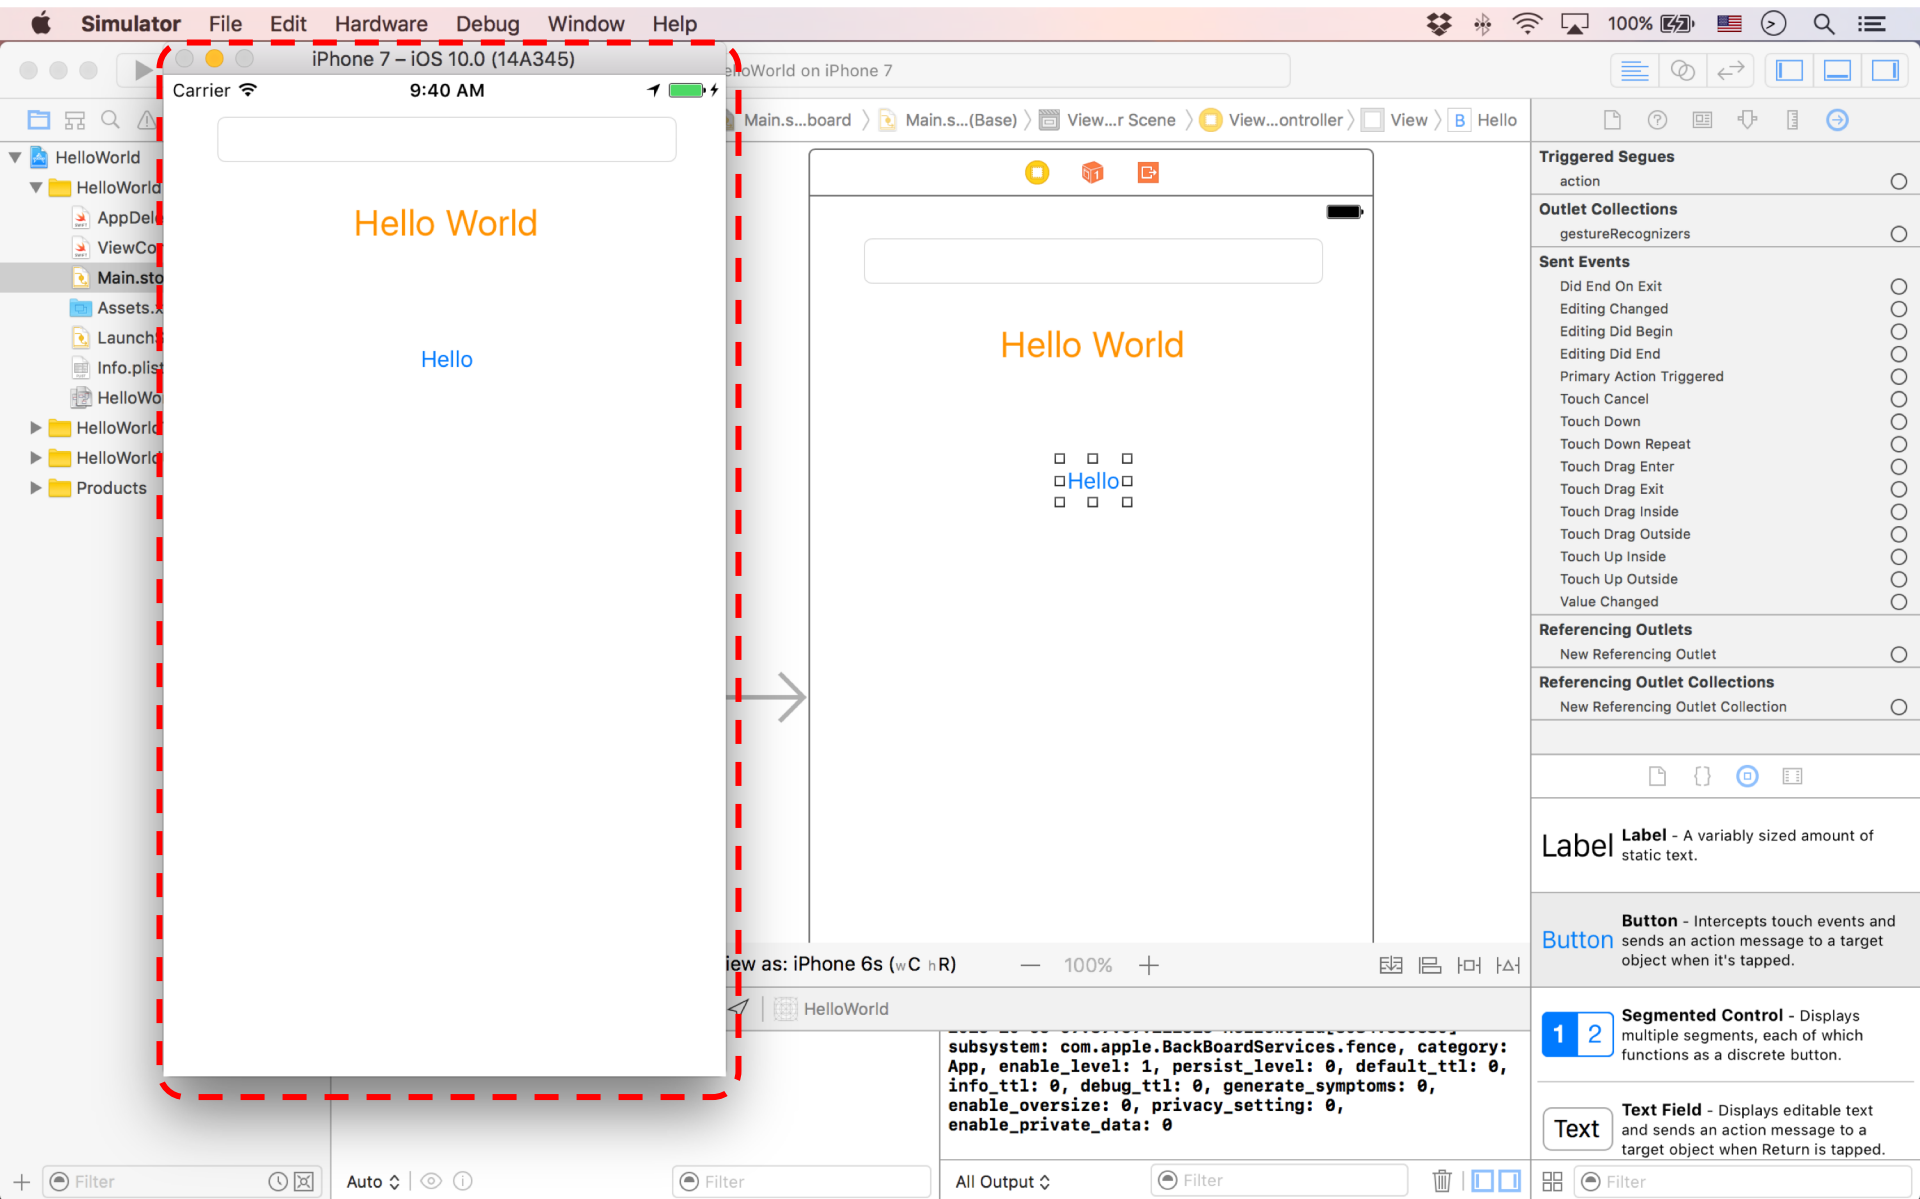 Simulator File Edit Hardware Debug Window Help
100%
iPhone 7 – iOS 10.0 (14A345)
elloWorld on iPhone 7
Carrier
9:40 AM
Main.s...board
Main.s...(Base)
View...r Scene
View...ontroller
View
B Hello
HelloWorld
HelloWorld
AppDele
ViewCo
Main.sto
Assets.x
Launch
Info.plist
HelloWo
HelloWorld
HelloWorld
Products
Hello World
Hello
Hello World
Hello
Triggered Segues
action
Outlet Collections
gestureRecognizers
Sent Events
Did End On Exit
Editing Changed
Editing Did Begin
Editing Did End
Primary Action Triggered
Touch Cancel
Touch Down
Touch Down Repeat
Touch Drag Enter
Touch Drag Exit
Touch Drag Inside
Touch Drag Outside
Touch Up Inside
Touch Up Outside
Value Changed
Referencing Outlets
New Referencing Outlet
Referencing Outlet Collections
New Referencing Outlet Collection
Label
Label - A variably sized amount of
static text.
Button
Button - Intercepts touch events and
sends an action message to a target
object when it's tapped.
1 2
Segmented Control - Displays
multiple segments, each of which
functions as a discrete button.
Text
Text Field - Displays editable text
and sends an action message to a
target object when Return is tapped.
iew as: iPhone 6s (wC hR)
100%
HelloWorld
subsystem: com.apple.BackBoardServices.fence, category:
App, enable_level: 1, persist_level: 0, default_ttl: 0,
info_ttl: 0, debug_ttl: 0, generate_symptoms: 0,
enable_oversize: 0, privacy_setting: 0,
enable_private_data: 0
Filter
Auto
Filter
All Output
Filter
Filter